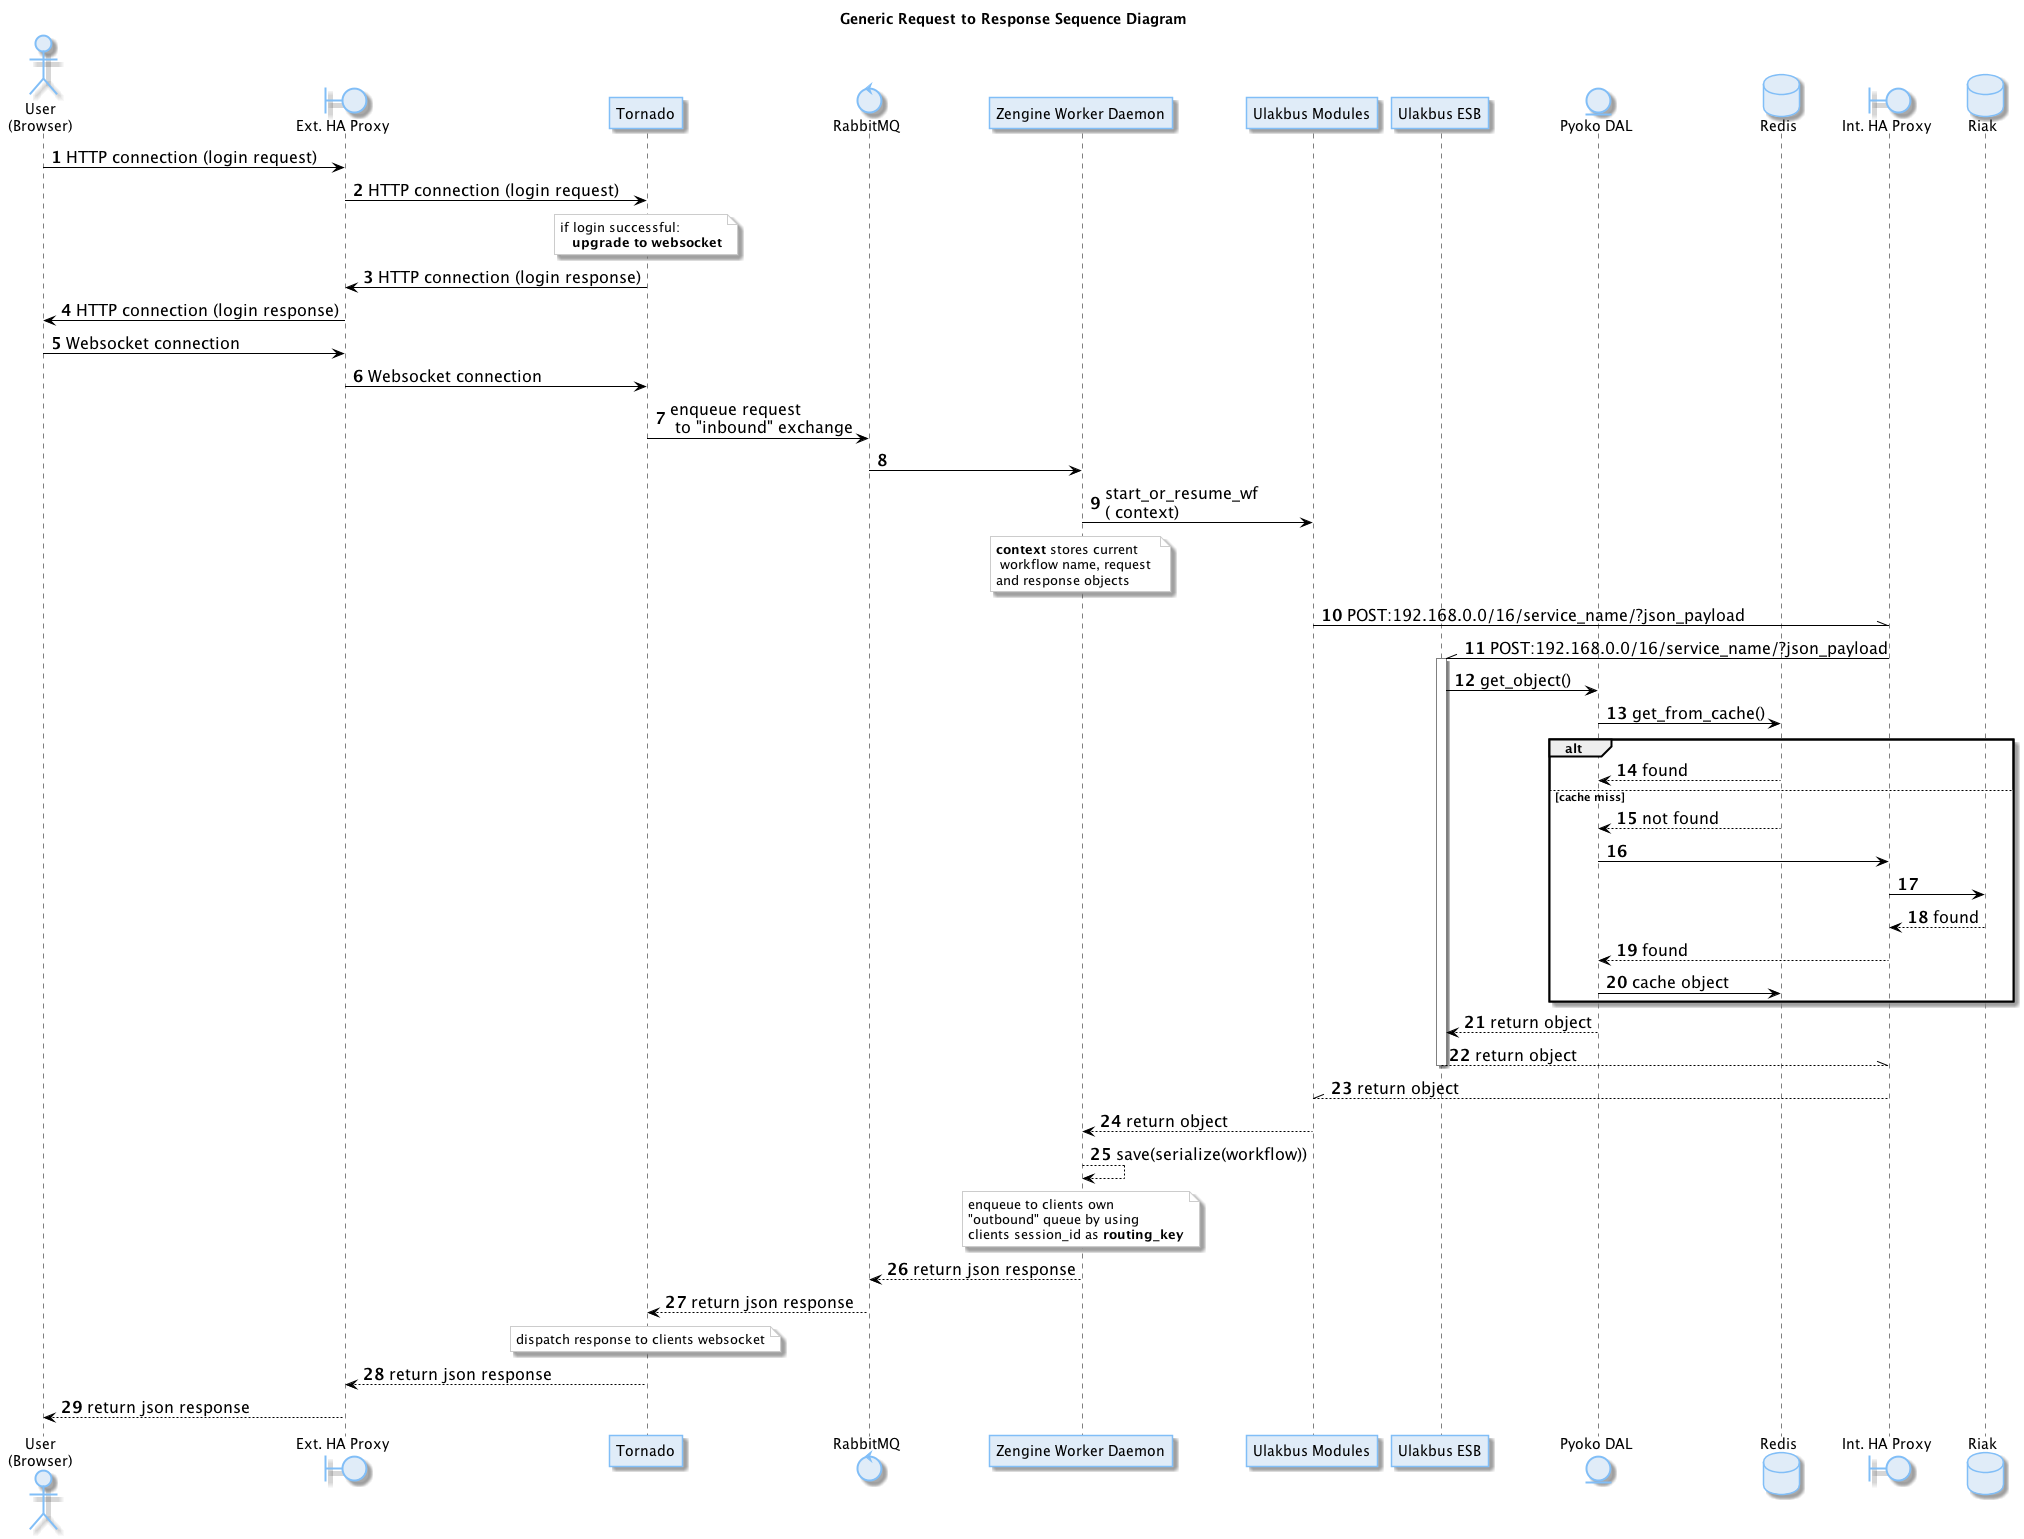 Generic Request to Response Sequence Diagram
User
(Browser)
Ext. HA Proxy
Tornado
RabbitMQ
Zengine Worker Daemon
Ulakbus Modules
Ulakbus ESB
Pyoko DAL
Redis
Int. HA Proxy
Riak
1 HTTP connection (login request)
2 HTTP connection (login request)
if login successful:
upgrade to websocket
3 HTTP connection (login response)
4 HTTP connection (login response)
5 Websocket connection
6 Websocket connection
7 enqueue request
to "inbound" exchange
8
9 start_or_resume_wf
( context)
context stores current
workflow name, request
and response objects
10 POST:192.168.0.0/16/service_name/?json_payload
11 POST:192.168.0.0/16/service_name/?json_payload
12 get_object()
13 get_from_cache()
alt
14 found
[cache miss]
15 not found
16
17
18 found
19 found
20 cache object
21 return object
22 return object
23 return object
24 return object
25 save(serialize(workflow))
enqueue to clients own
"outbound" queue by using
clients session_id as routing_key
26 return json response
27 return json response
dispatch response to clients websocket
28 return json response
29 return json response
User
(Browser)
Ext. HA Proxy
Tornado
RabbitMQ
Zengine Worker Daemon
Ulakbus Modules
Ulakbus ESB
Pyoko DAL
Redis
Int. HA Proxy
Riak